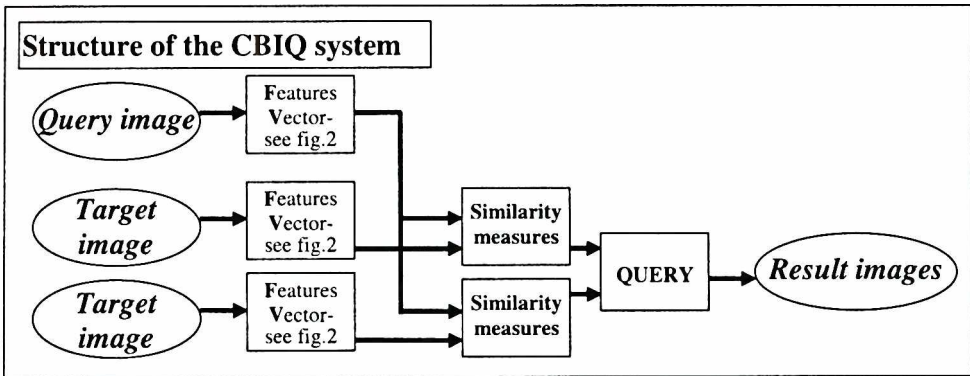 Structure of the CBIQ system
Query image
Features
Vector-
see fig.2
Target
image
Features
Vector-
see fig.2
Similarity
measures
Target
image
Features
Vector-
see fig.2
Similarity
measures
QUERY
Result images